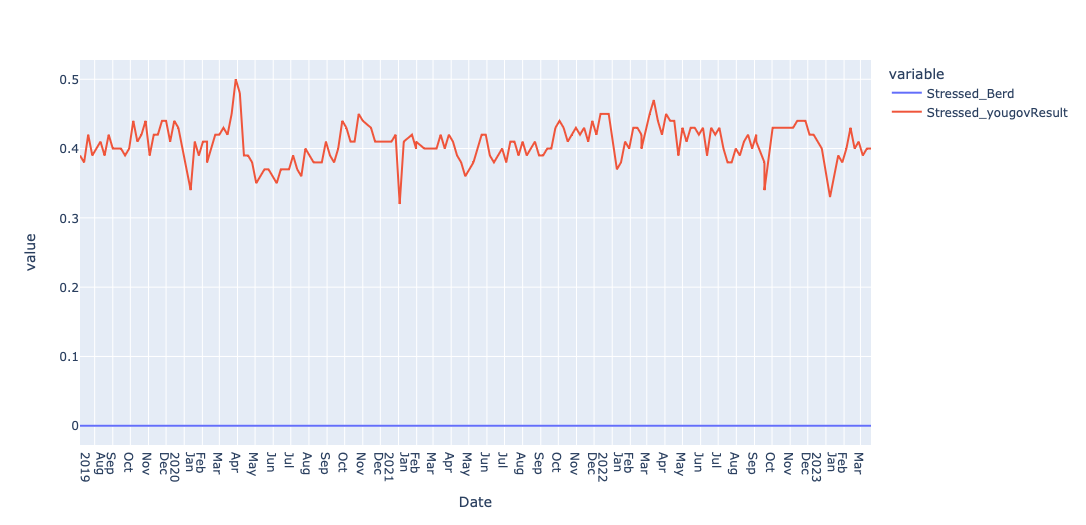 variable
Stressed_Berd
Stressed_yougovResult
value
0.5
0.4
0.3
0.2
0.1
0
2019
Aug
Sep
Oct
Nov
Dec
2020
Jan
Feb
Mar
Apr
May
Jun
Jul
Aug
Sep
Oct
Nov
Dec
2021
Jan
Feb
Mar
Apr
May
Jun
Jul
Aug
Sep
Oct
Nov
Dec
2022
Jan
Feb
Mar
Apr
May
Jun
Jul
Aug
Sep
Oct
Nov
Dec
2023
Jan
Feb
Mar
Date